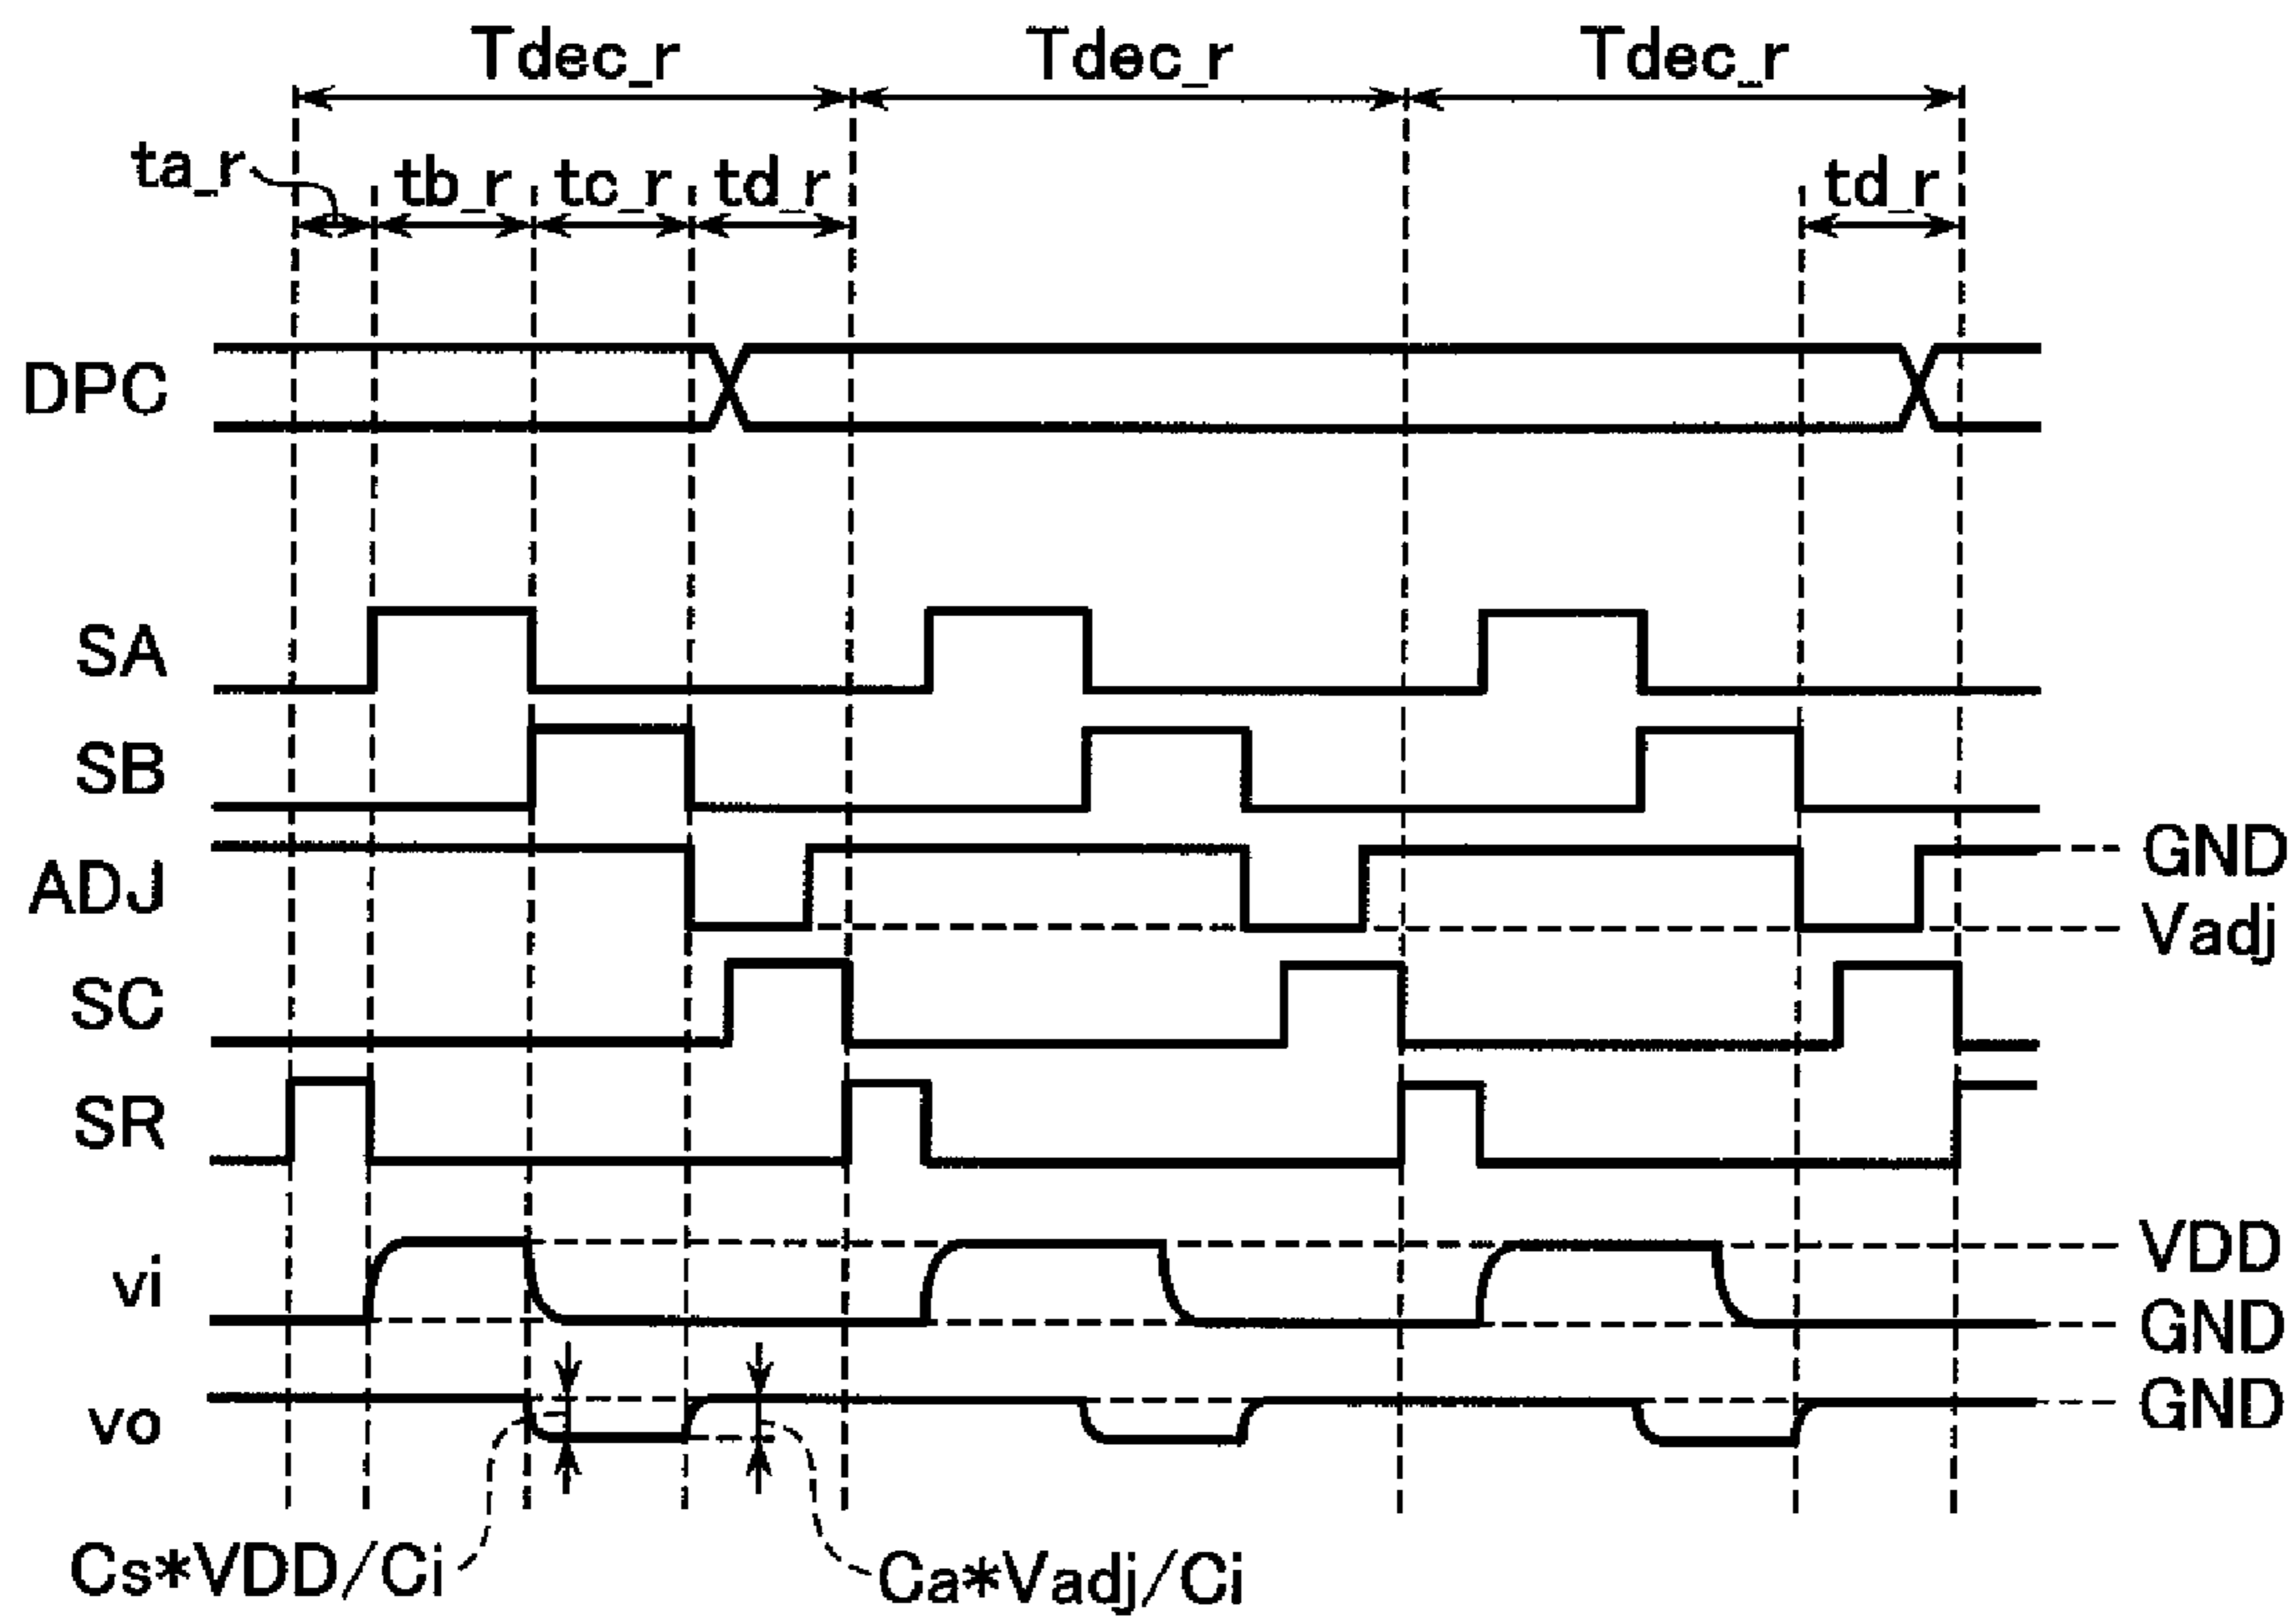 Tdec_r Tdec_r Tdec_r
ta_r tb_r tc_r td_r td_r
DPC
SA
SB
ADJ
GND
Vadj
SC
SR
vi
VDD
GND
vo
GND
Cs*VDD/Ci
Ca*Vadj/Ci